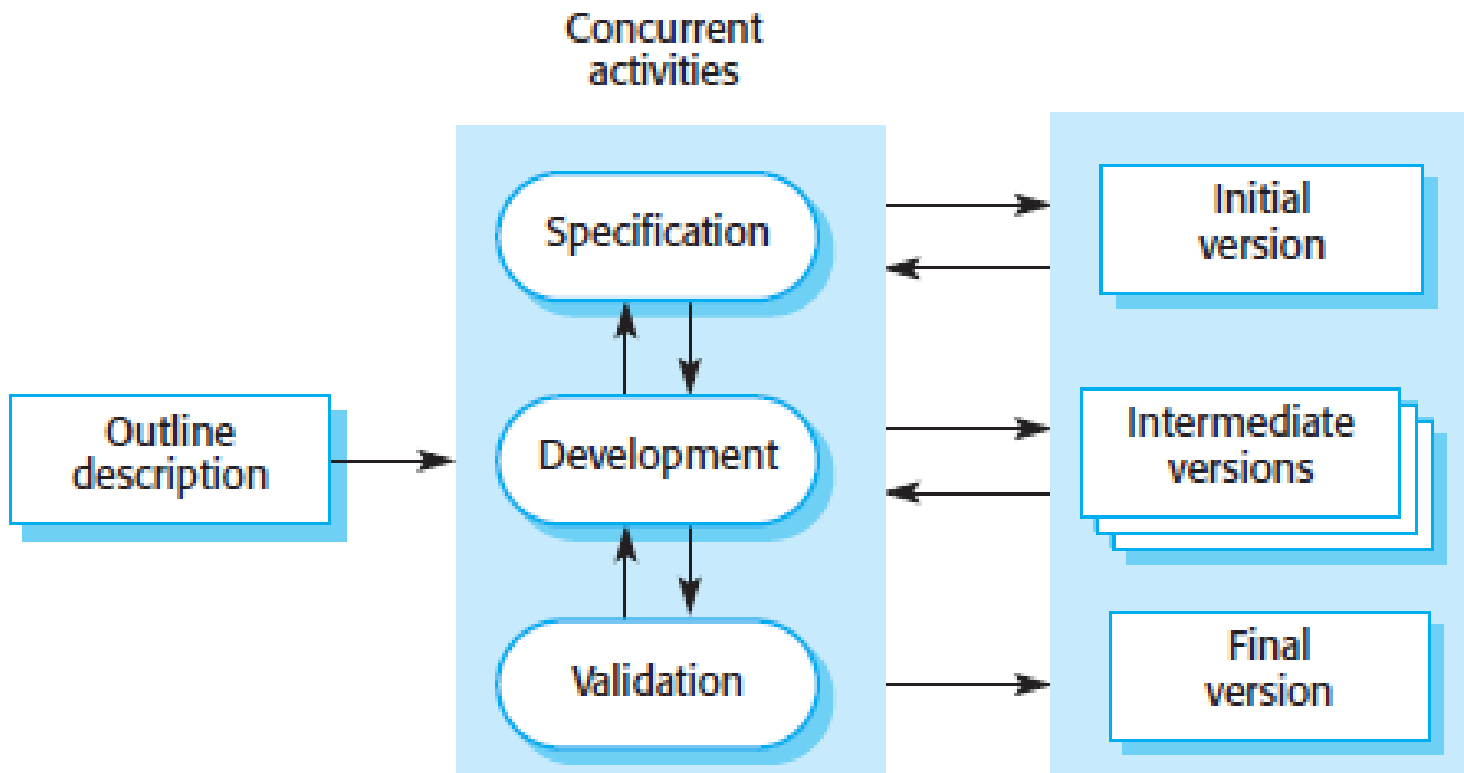 Concurrent
activities
Outline
description
Specification
Development
Validation
Initial
version
Intermediate
versions
Final
version